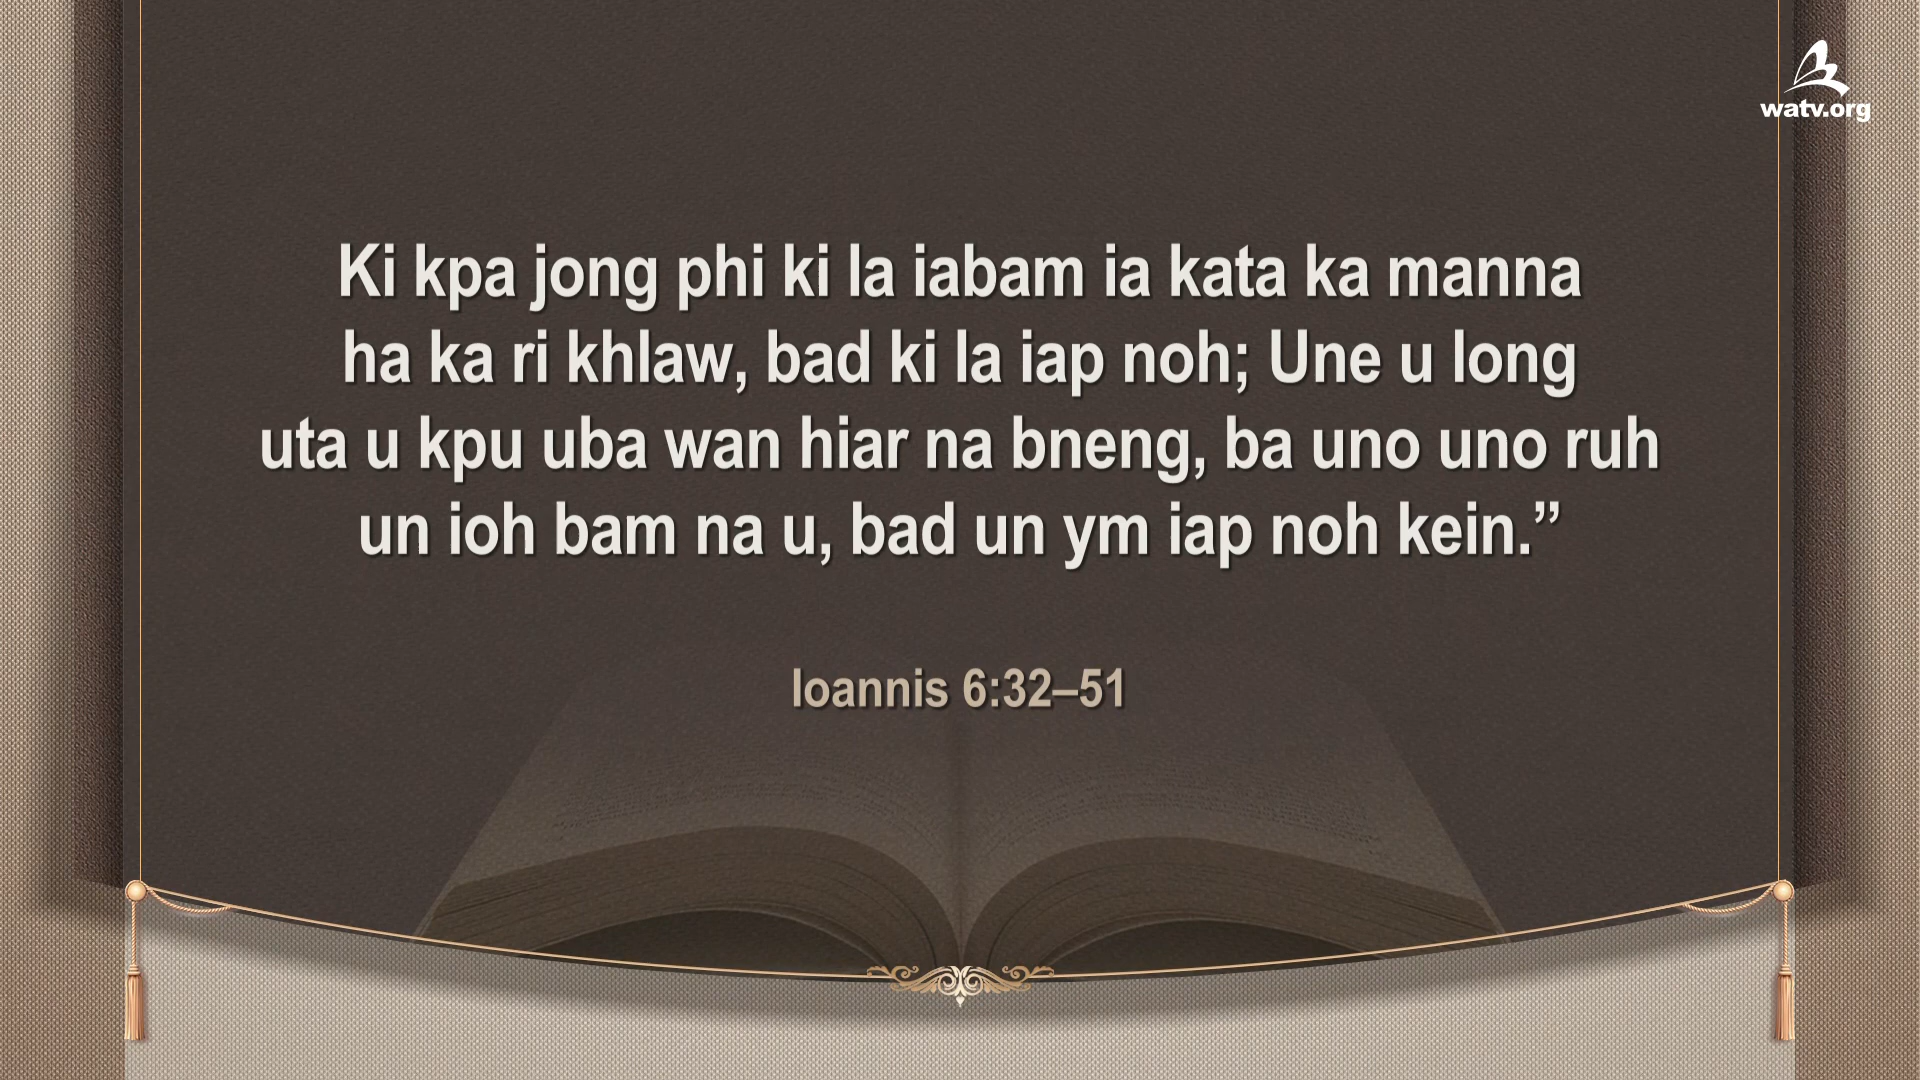 watv.org
Ki kpa jong phi ki la iabam ia kata ka manna
ha ka ri khlaw, bad ki la iap noh; Une u long
uta u kpu uba wan hiar na bneng, ba uno uno ruh
un ioh bam na u, bad un ym iap noh kein.”
Ioannis 6:32–51